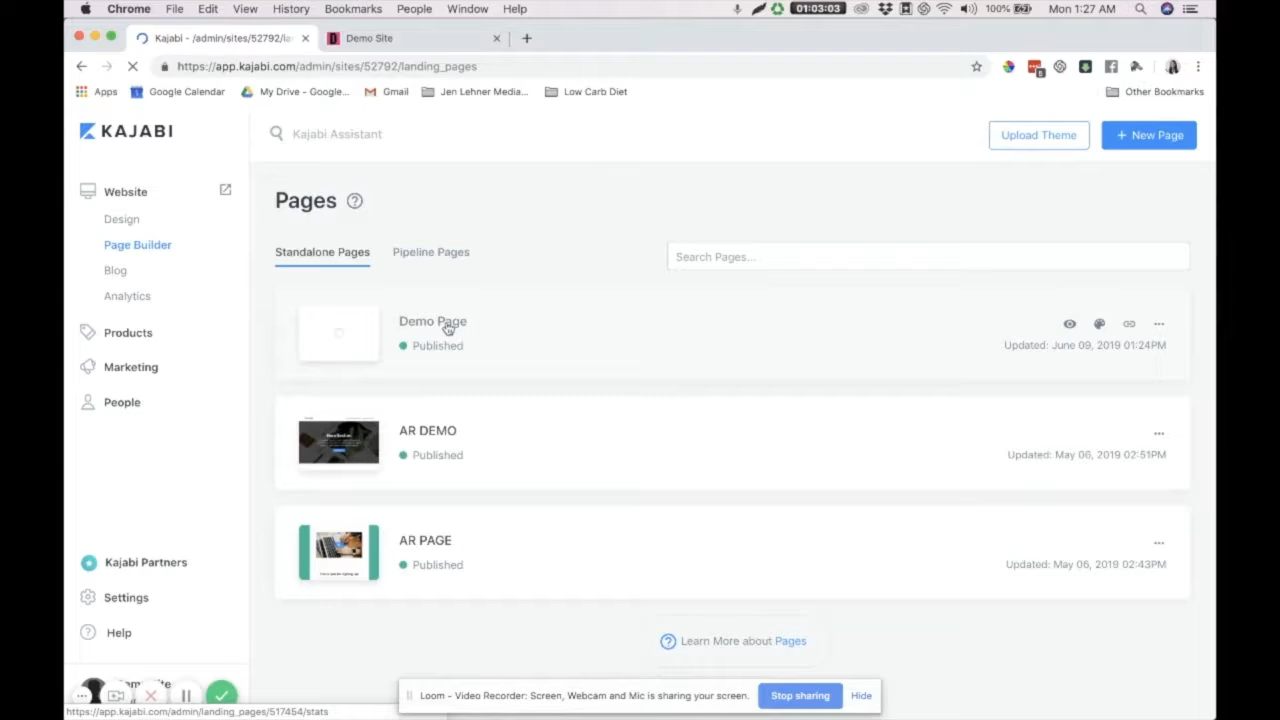 Chrome File Edit View History Bookmarks People Window Help 01:03:03 100% Mon 1:27 AM
Kajabi - /admin/sites/52792/la Demo Site
https://app.kajabi.com/admin/sites/52792/landing_pages
Apps Google Calendar My Drive - Google... Gmail Jen Lehner Media... Low Carb Diet Other Bookmarks
KAJABI
Kajabi Assistant
Upload Theme
+ New Page
Website
Design
Page Builder
Blog
Analytics
Products
Marketing
People
Kajabi Partners
Settings
Help
Pages
Standalone Pages Pipeline Pages
Search Pages...
Demo Page
Published
Updated: June 09, 2019 01:24PM
AR DEMO
Published
Updated: May 06, 2019 02:51PM
AR PAGE
Published
Updated: May 06, 2019 02:43PM
Learn More about Pages
Loom - Video Recorder: Screen, Webcam and Mic is sharing your screen. Stop sharing Hide
https://app.kajabi.com/admin/landing_pages/517454/stats